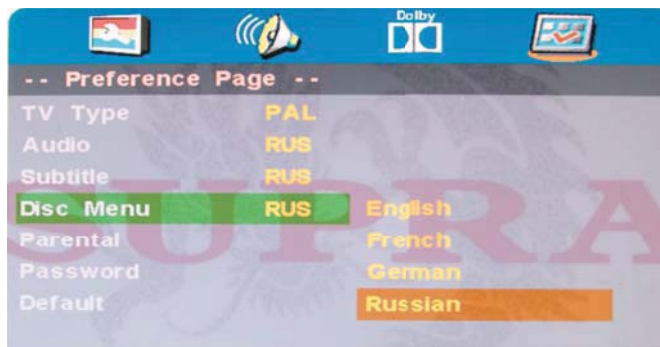 Dolby
-- Preference Page --
TV Type PAL
Audio RUS
Subtitle RUS
Disc Menu RUS English
Parental French
Password German
Default Russian
SUPRA